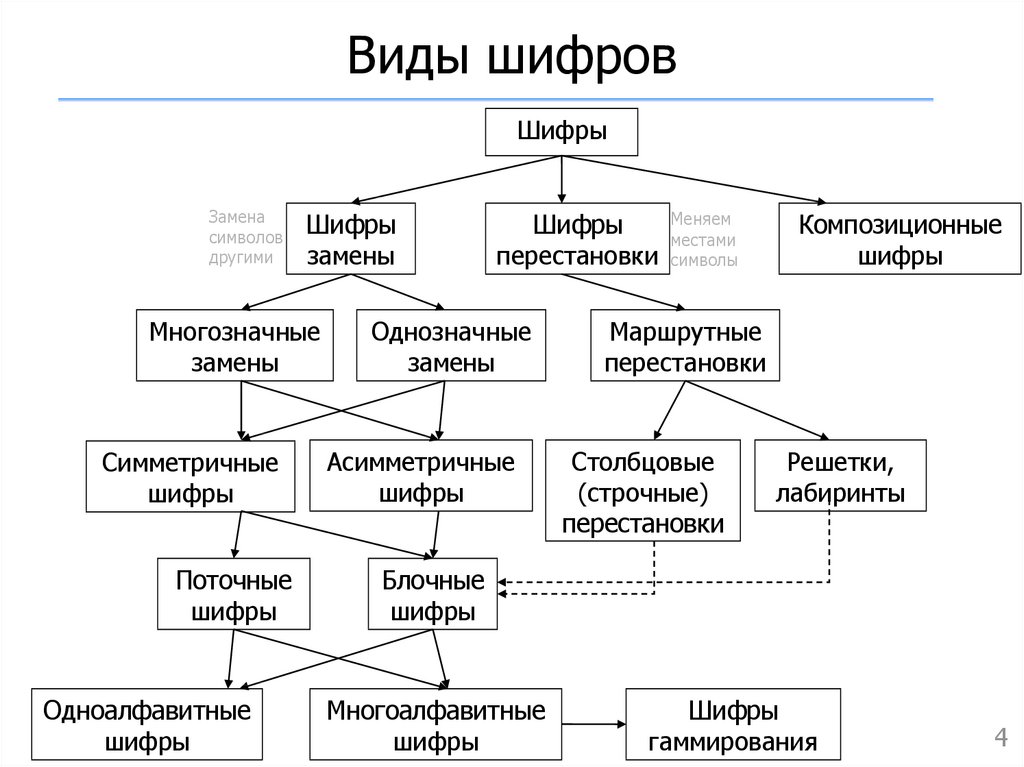 Виды шифров
Шифры
Замена
символов
другими
Шифры
замены
Шифры
перестановки
Меняем
местами
символы
Композиционные
шифры
Многозначные
замены
Однозначные
замены
Маршрутные
перестановки
Симметричные
шифры
Асимметричные
шифры
Столбцовые
(строчные)
перестановки
Решетки,
лабиринты
Поточные
шифры
Блочные
шифры
Одноалфавитные
шифры
Многоалфавитные
шифры
Шифры
гаммирования
4